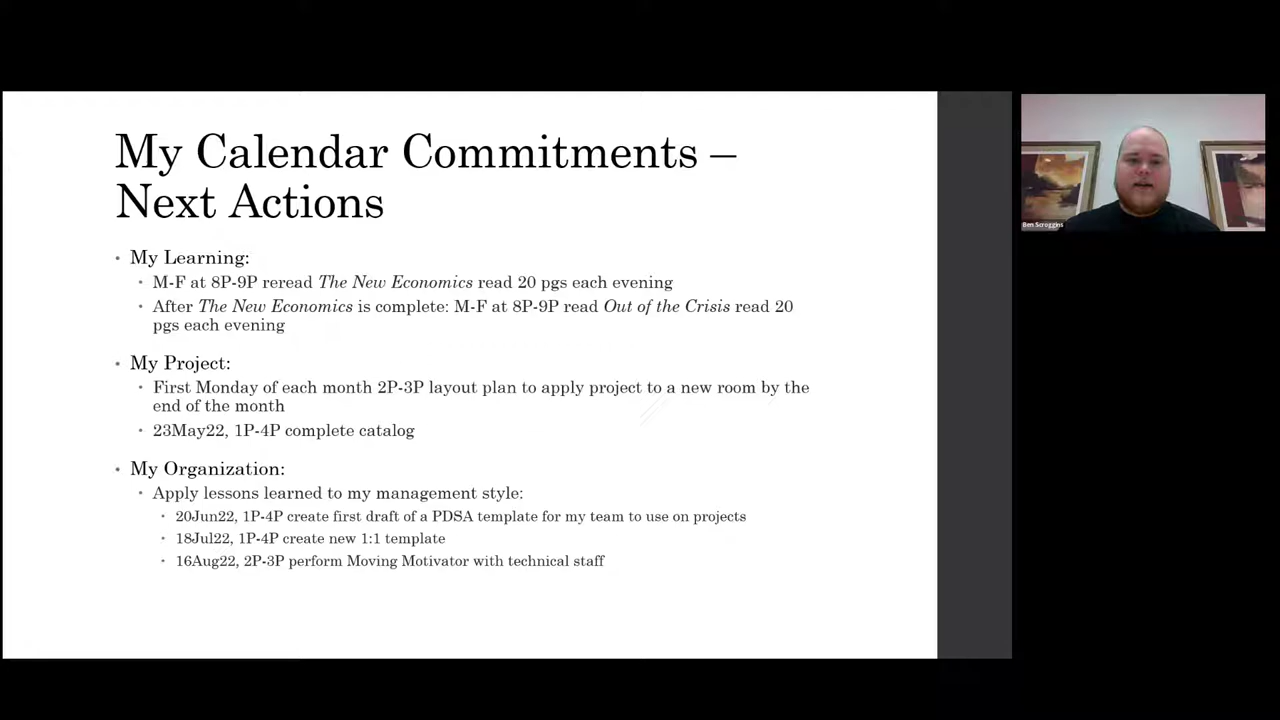 My Calendar Commitments –
Next Actions
My Learning:
M-F at 8P-9P reread The New Economics read 20 pgs each evening
After The New Economics is complete: M-F at 8P-9P read Out of the Crisis read 20
pgs each evening
My Project:
First Monday of each month 2P-3P layout plan to apply project to a new room by the
end of the month
23May22, 1P-4P complete catalog
My Organization:
Apply lessons learned to my management style:
20Jun22, 1P-4P create first draft of a PDSA template for my team to use on projects
18Jul22, 1P-4P create new 1:1 template
16Aug22, 2P-3P perform Moving Motivator with technical staff
Ben Scroggins